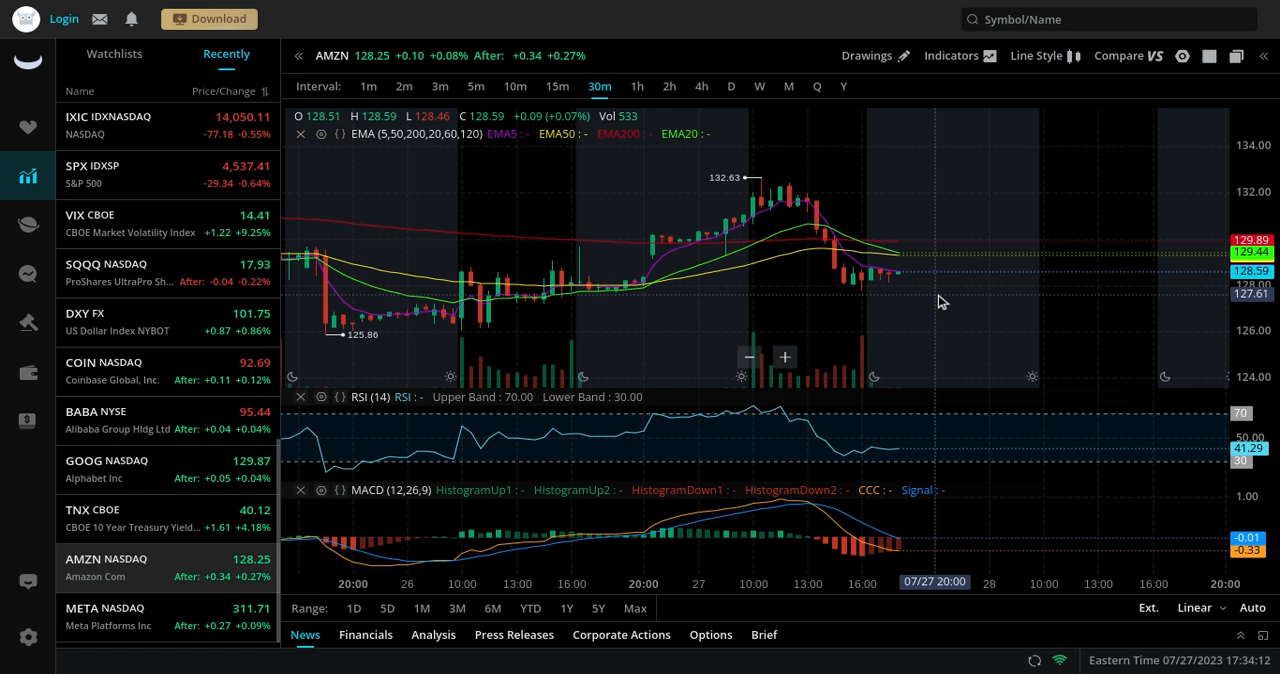 Login
Download
Symbol/Name
Watchlists
Recently
Name
Price/Change
IXIC IDXNASDAQ 14,050.11
NASDAQ -77.18 -0.55%
SPX IDXSP 4,537.41
S&P 500 -29.34 -0.64%
VIX CBOE 14.41
CBOE Market Volatility Index +1.22 +9.25%
SQQQ NASDAQ 17.93
ProShares UltraPro Sh... After: -0.04 -0.22%
DXY FX 101.75
US Dollar Index NYBOT +0.87 +0.86%
COIN NASDAQ 92.69
Coinbase Global, Inc. After: +0.11 +0.12%
BABA NYSE 95.44
Alibaba Group Hldg Ltd After: +0.04 +0.04%
GOOG NASDAQ 129.87
Alphabet Inc After: +0.05 +0.04%
TNX CBOE 40.12
CBOE 10 Year Treasury Yield... +1.61 +4.18%
AMZN NASDAQ 128.25
Amazon Com After: +0.34 +0.27%
META NASDAQ 311.71
Meta Platforms Inc After: +0.27 +0.09%
AMZN 128.25 +0.10 +0.08% After: +0.34 +0.27%
Drawings Indicators Line Style Compare VS
Interval: 1m 2m 3m 5m 10m 15m 30m 1h 2h 4h D W M Q Y
O 128.51 H 128.59 L 128.46 C 128.59 +0.09 (+0.07%) Vol 533
EMA (5,50,200,20,60,120) EMA5 : - EMA50 : - EMA200 : - EMA20 : -
132.63
125.86
134.00
132.00
129.89
129.44
128.59
128.00
127.61
126.00
124.00
RSI (14) RSI : - Upper Band : 70.00 Lower Band : 30.00
70
50.00
41.29
30
MACD (12,26,9) HistogramUp1 : - HistogramUp2 : - HistogramDown1 : - HistogramDown2 : - CCC : - Signal : -
1.00
-0.01
-0.33
20:00 26 10:00 13:00 16:00 20:00 27 10:00 13:00 16:00 07/27 20:00 28 10:00 13:00 16:00 20:00
Range: 1D 5D 1M 3M 6M YTD 1Y 5Y Max
Ext. Linear Auto
News Financials Analysis Press Releases Corporate Actions Options Brief
Eastern Time 07/27/2023 17:34:12